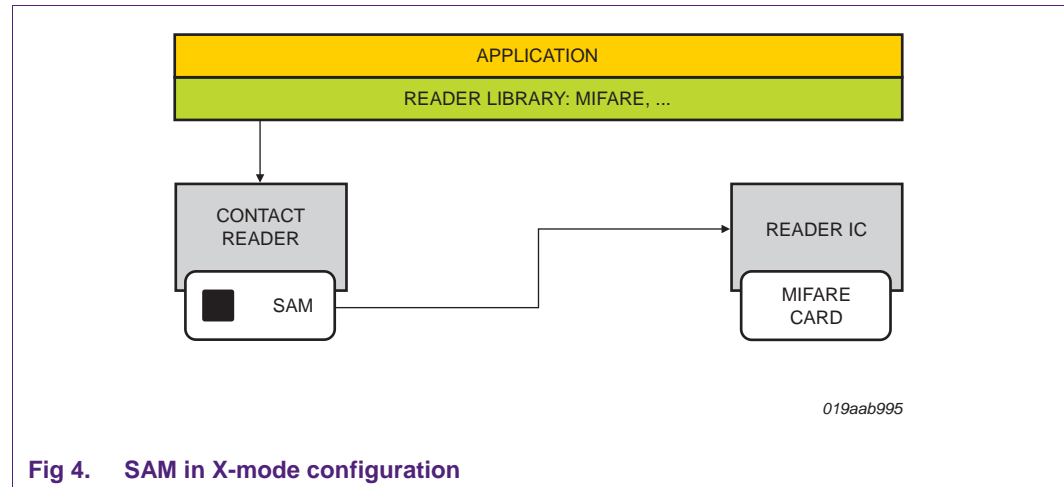 APPLICATION
READER LIBRARY: MIFARE, ...
CONTACT
READER
SAM
READER IC
MIFARE
CARD
019aab995
Fig 4. SAM in X-mode configuration